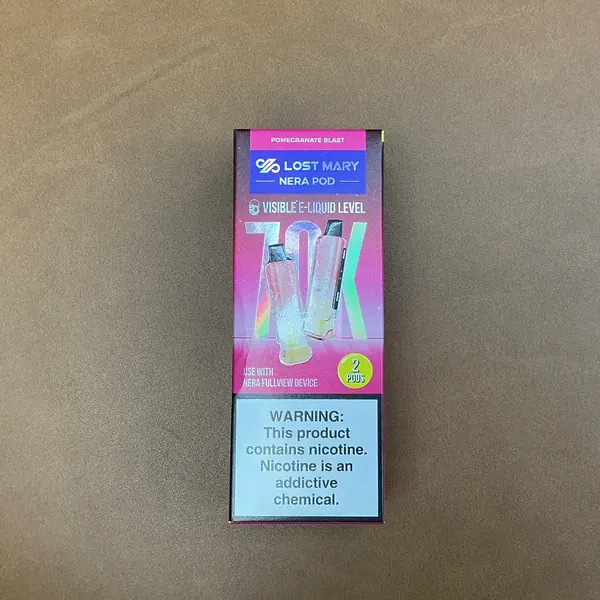 POMEGRANATE BLAST
LOST MARY
NERA POD
VISIBLE E-LIQUID LEVEL
70K
USE WITH
NERA FULLVIEW DEVICE
2
PODS
WARNING:
This product
contains nicotine.
Nicotine is an
addictive
chemical.